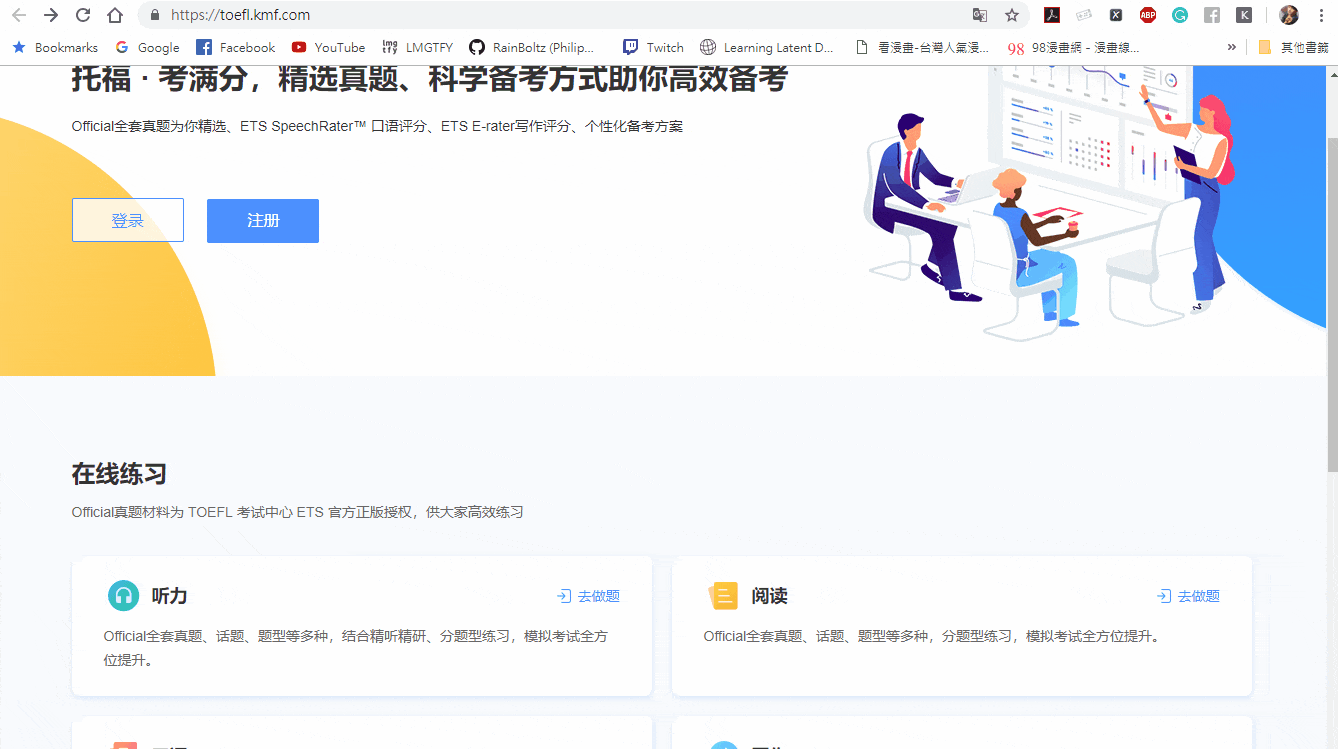 https://toefl.kmf.com
Bookmarks Google Facebook YouTube LMGTFY RainBoltz (Philip... Twitch Learning Latent D... 看漫畫-台灣人氣漫... 98漫畫網 - 漫畫線... » 其他書籤
托福 · 考满分，精选真题、科学备考方式助你高效备考
Official全套真题为你精选、ETS SpeechRater™ 口语评分、ETS E-rater写作评分、个性化备考方案
登录 注册
在线练习
Official真题材料为 TOEFL 考试中心 ETS 官方正版授权，供大家高效练习
听力 去做题
Official全套真题、话题、题型等多种，结合精听精研、分题型练习，模拟考试全方
位提升。
阅读 去做题
Official全套真题、话题、题型等多种，分题型练习，模拟考试全方位提升。